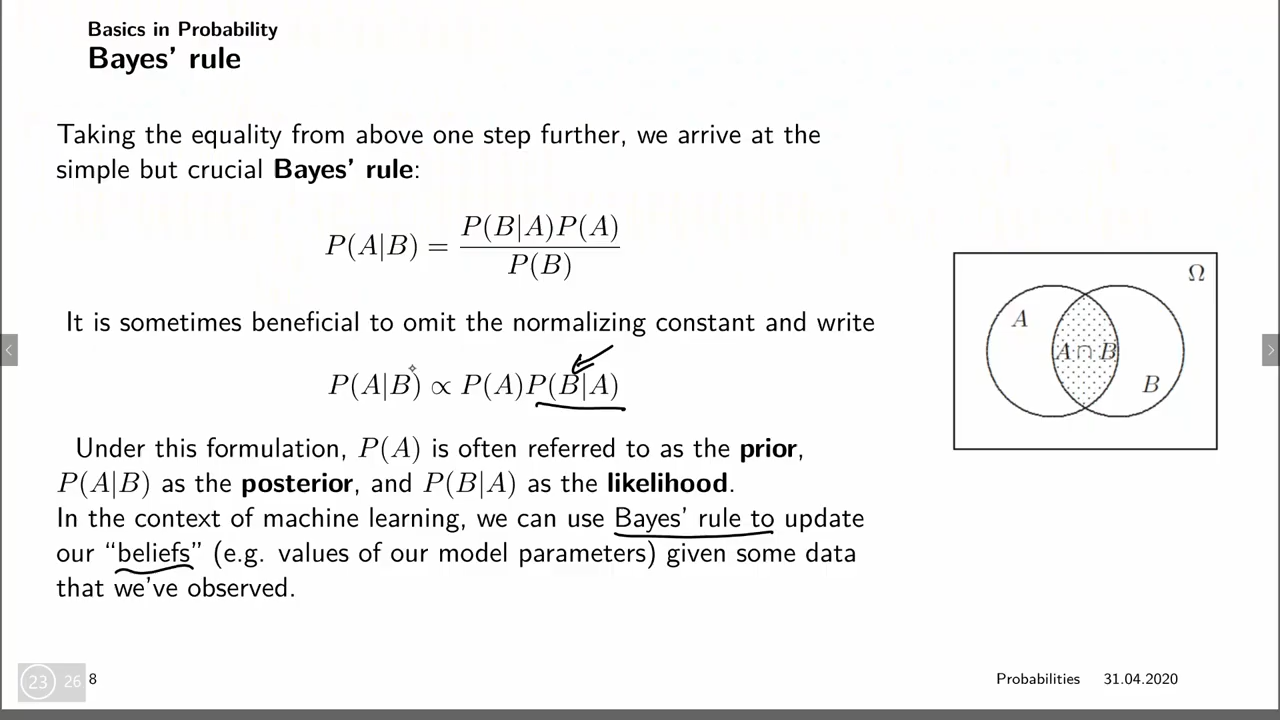 Basics in Probability
Bayes' rule
Taking the equality from above one step further, we arrive at the
simple but crucial Bayes' rule:
P(A|B) = P(B|A)P(A) / P(B)
It is sometimes beneficial to omit the normalizing constant and write
P(A|B) ∝ P(A)P(B|A)
Under this formulation, P(A) is often referred to as the prior,
P(A|B) as the posterior, and P(B|A) as the likelihood.
In the context of machine learning, we can use Bayes' rule to update
our “beliefs” (e.g. values of our model parameters) given some data
that we've observed.
Ω
A
A ∩ B
B
23 26 8
Probabilities 31.04.2020